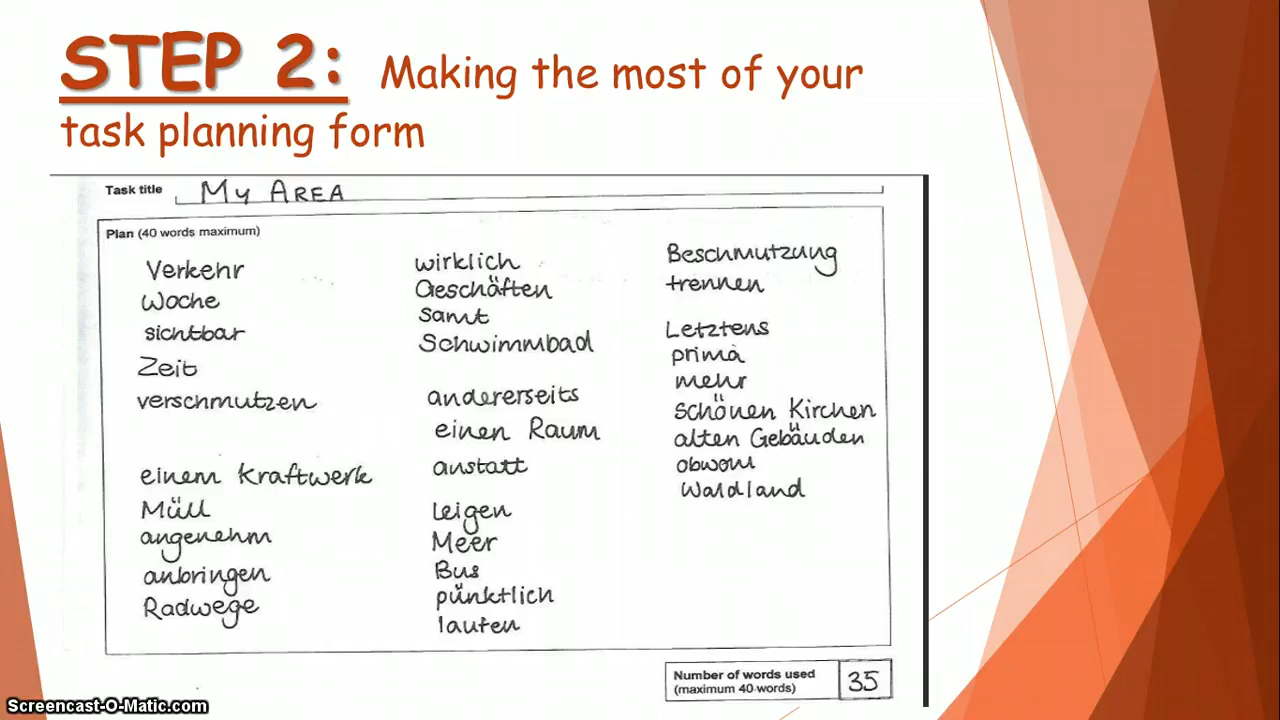 STEP 2: Making the most of your
task planning form
Task title My AREA
Plan (40 words maximum)
Verkehr
Woche
sichtbar
Zeit
verschmutzen
einem Kraftwerk
Müll
angenehm
anbringen
Radwege
wirklich
Geschäften
samt
Schwimmbad
andererseits
einen Raum
anstatt
leigen
Meer
Bus
pünktlich
laufen
Beschmutzung
trennen
Letztens
prima
mehr
schönen Kirchen
alten Gebäuden
obwohl
Waldland
Number of words used
(maximum 40 words)
35
Screencast-O-Matic.com